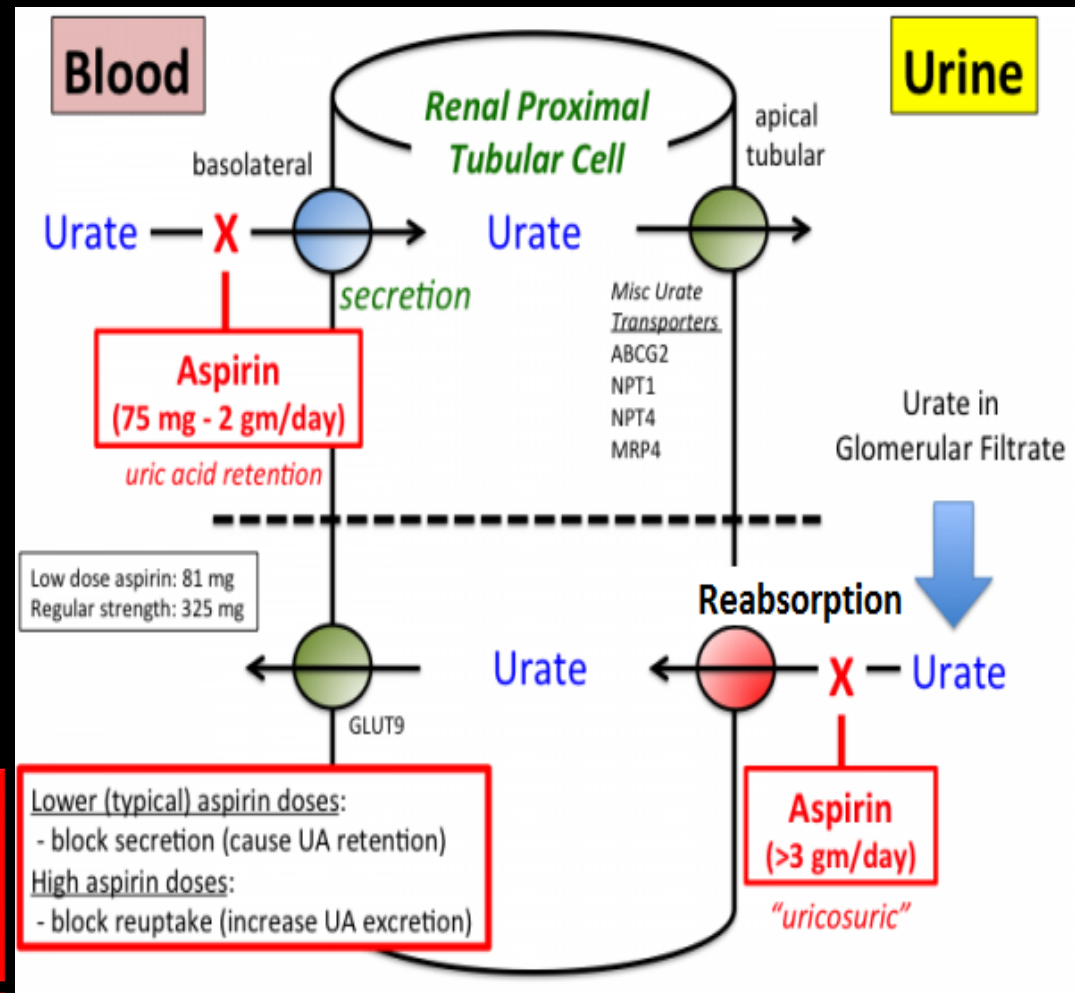 Blood
Urine
Renal Proximal
Tubular Cell
apical
tubular
basolateral
Urate
X
Urate
secretion
Misc Urate
Transporters
ABCG2
NPT1
NPT4
MRP4
Aspirin
(75 mg - 2 gm/day)
uric acid retention
Urate in
Glomerular Filtrate
Low dose aspirin: 81 mg
Regular strength: 325 mg
Reabsorption
Urate
X
Urate
GLUT9
Lower (typical) aspirin doses:
- block secretion (cause UA retention)
High aspirin doses:
- block reuptake (increase UA excretion)
Aspirin
(>3 gm/day)
"uricosuric"